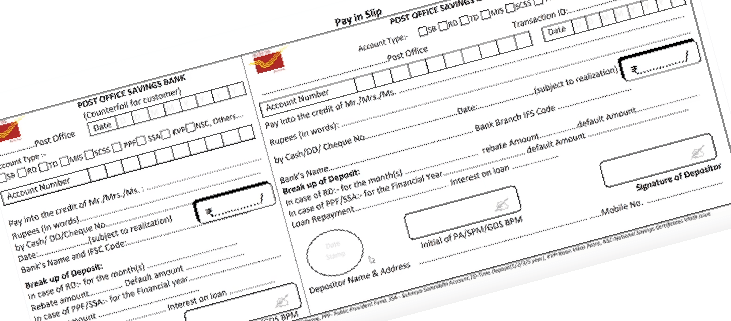 POST OFFICE SAVINGS BANK
(Counterfoil for customer)
Date
Post Office
SB RD TD MIS SCSS PPF SSA KVP NSC, Others...
Account Number
Pay into the credit of Mr./Mrs./Ms. :
Rupees (in words)
by Cash/ DD/ Cheque No.
Date: (subject to realization)
₹ /
Bank's Name and IFSC Code:
Break up of Deposit:
In case of RD:- for the month(s)
Rebate amount Default amount
In case of PPF/SSA:- for the Financial year
Interest on loan
Pay in Slip
POST OFFICE SAVINGS
Account Type:- SB RD TD MIS SCSS
Post Office
Transaction ID:
Account Number
Date
Pay into the credit of Mr./Mrs./Ms.
Rupees (in words)
₹ /
by Cash/DD/ Cheque No. Date: (subject to realization)
Bank's Name Bank Branch IFS Code
Break up of Deposit:
In case of RD:- for the month(s) rebate Amount default Amount
In case of PPF/SSA:- for the Financial Year default Amount
Loan Repayment Interest on loan
Date
Stamp
Initial of PA/SPM/GDS BPM
Signature of Depositor
Depositor Name & Address
Mobile No.